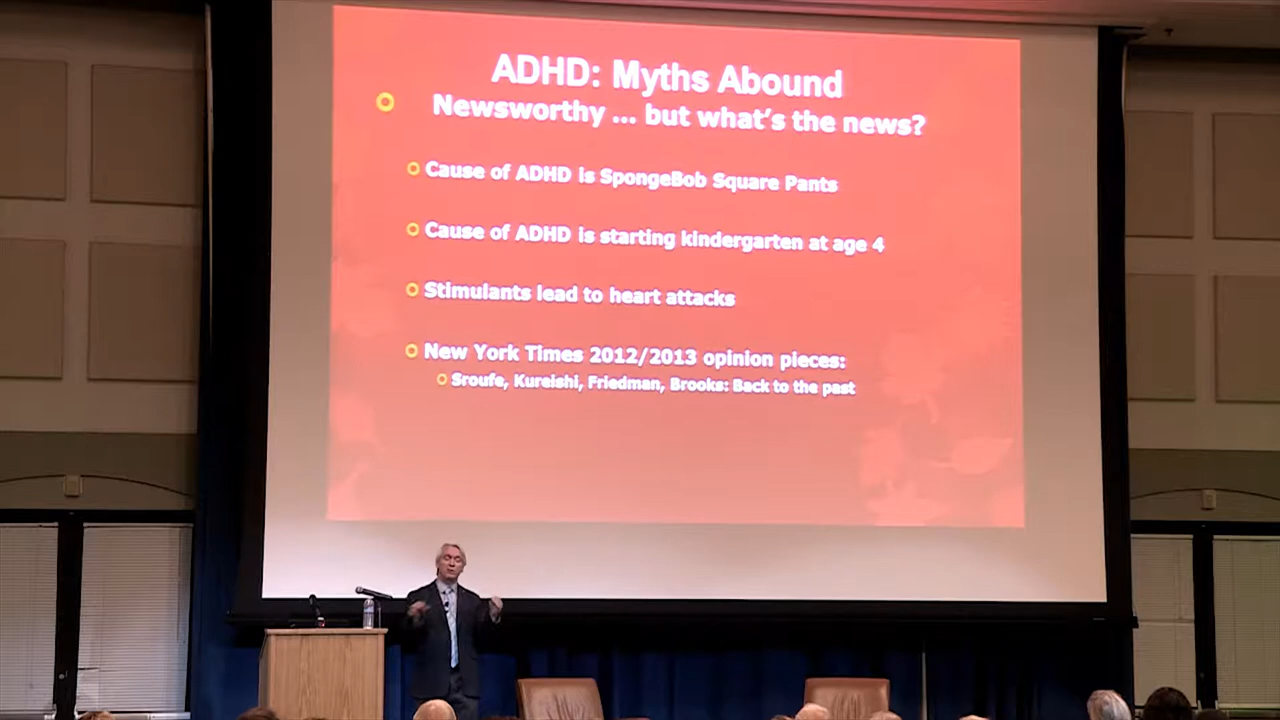 ADHD: Myths Abound
Newsworthy ... but what's the news?
Cause of ADHD is SpongeBob Square Pants
Cause of ADHD is starting kindergarten at age 4
Stimulants lead to heart attacks
New York Times 2012/2013 opinion pieces:
Sroufe, Kureishi, Friedman, Brooks: Back to the past